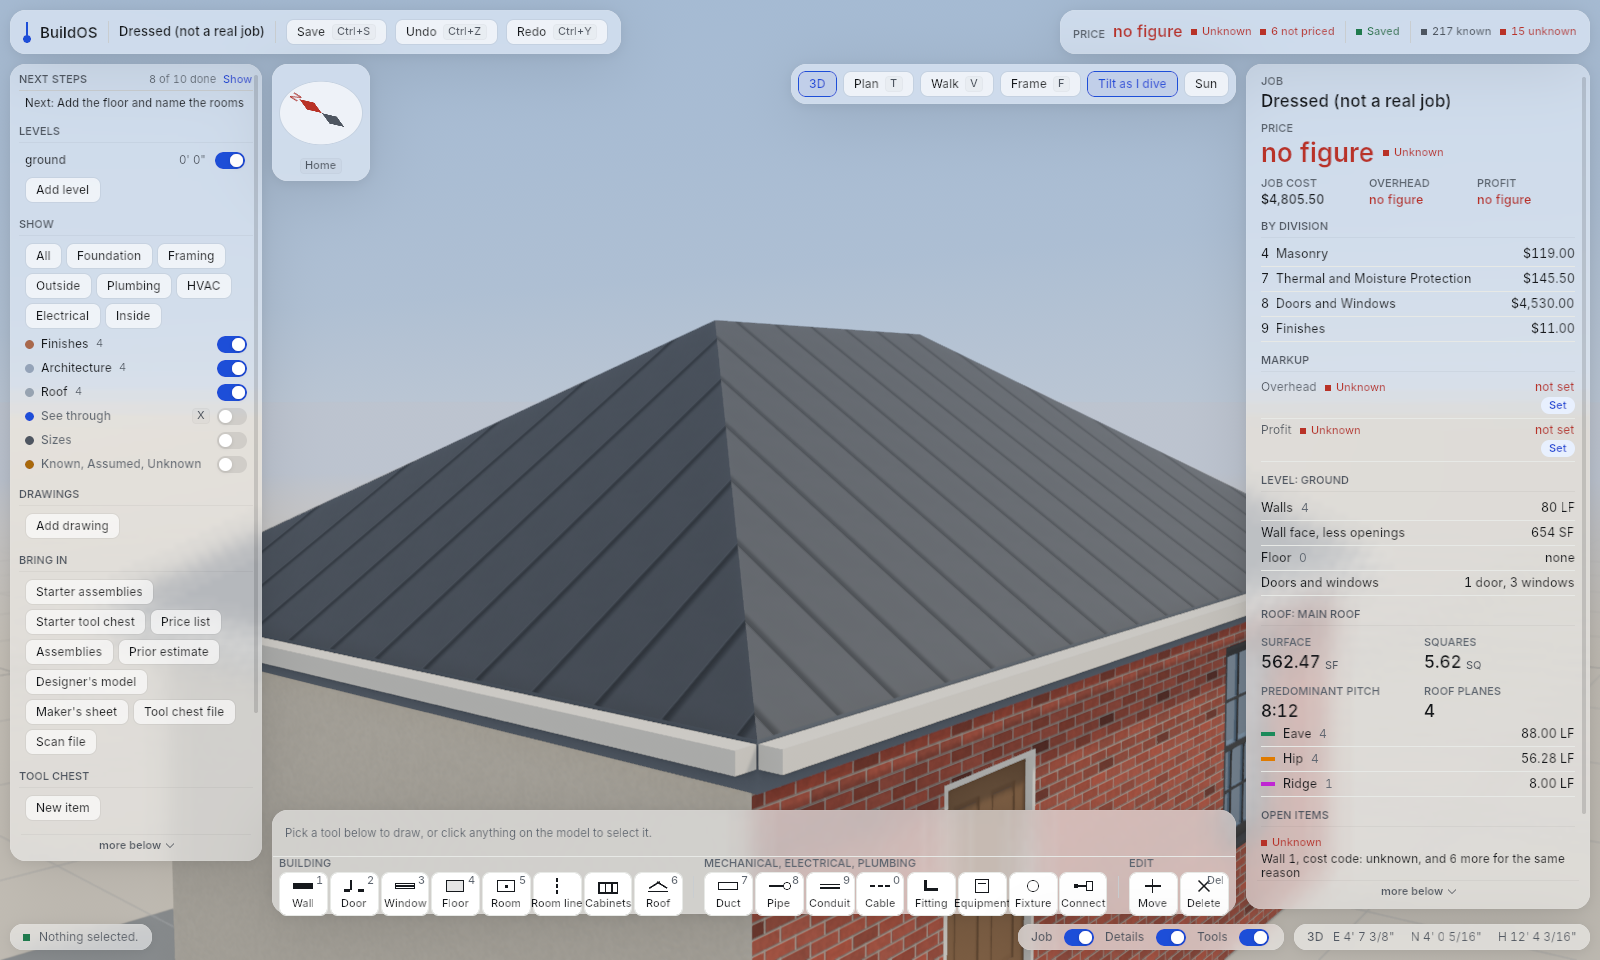 BuildOS
Dressed (not a real job)
Save Ctrl+S
Undo Ctrl+Z
Redo Ctrl+Y
PRICE no figure Unknown 6 not priced Saved 217 known 15 unknown
NEXT STEPS 8 of 10 done Show
Next: Add the floor and name the rooms
LEVELS
ground 0' 0"
Add level
SHOW
All Foundation Framing
Outside Plumbing HVAC
Electrical Inside
Finishes 4
Architecture 4
Roof 4
See through X
Sizes
Known, Assumed, Unknown
DRAWINGS
Add drawing
BRING IN
Starter assemblies
Starter tool chest Price list
Assemblies Prior estimate
Designer's model
Maker's sheet Tool chest file
Scan file
TOOL CHEST
New item
more below
N
Home
3D Plan T Walk V Frame F Tilt as I dive Sun
JOB
Dressed (not a real job)
PRICE
no figure Unknown
JOB COST OVERHEAD PROFIT
$4,805.50 no figure no figure
BY DIVISION
4 Masonry $119.00
7 Thermal and Moisture Protection $145.50
8 Doors and Windows $4,530.00
9 Finishes $11.00
MARKUP
Overhead Unknown not set
Set
Profit Unknown not set
Set
LEVEL: GROUND
Walls 4 80 LF
Wall face, less openings 654 SF
Floor 0 none
Doors and windows 1 door, 3 windows
ROOF: MAIN ROOF
SURFACE SQUARES
562.47 SF 5.62 SQ
PREDOMINANT PITCH ROOF PLANES
8:12 4
Eave 4 88.00 LF
Hip 4 56.28 LF
Ridge 1 8.00 LF
OPEN ITEMS
Unknown
Wall 1, cost code: unknown, and 6 more for the same
reason
more below
Pick a tool below to draw, or click anything on the model to select it.
BUILDING MECHANICAL, ELECTRICAL, PLUMBING EDIT
1 2 3 4 5 6 7 8 9 0 Del
Wall Door Window Floor Room Room line Cabinets Roof Duct Pipe Conduit Cable Fitting Equipment Fixture Connect Move Delete
Nothing selected.
Job Details Tools
3D E 4' 7 3/8" N 4' 0 5/16" H 12' 4 3/16"